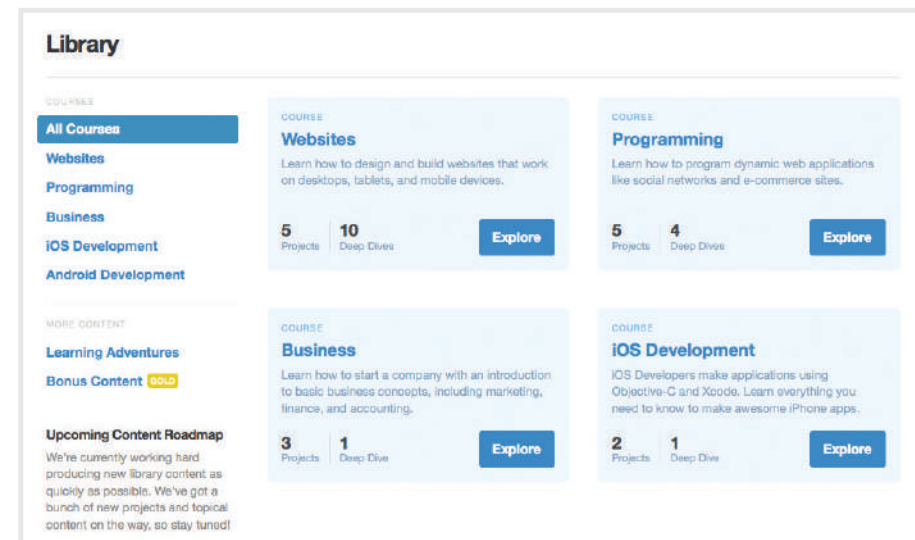 Library
COURSES
All Courses
Websites
Programming
Business
iOS Development
Android Development
MORE CONTENT
Learning Adventures
Bonus Content GOLD
Upcoming Content Roadmap
We're currently working hard
producing new library content as
quickly as possible. We've got a
bunch of new projects and topical
content on the way, so stay tuned!
COURSE
Websites
Learn how to design and build websites that work
on desktops, tablets, and mobile devices.
5 10
Projects Deep Dives
Explore
COURSE
Programming
Learn how to program dynamic web applications
like social networks and e-commerce sites.
5 4
Projects Deep Dives
Explore
COURSE
Business
Learn how to start a company with an introduction
to basic business concepts, including marketing,
finance, and accounting.
3 1
Projects Deep Dive
Explore
COURSE
iOS Development
iOS Developers make applications using
Objective-C and Xcode. Learn everything you
need to know to make awesome iPhone apps.
2 1
Projects Deep Dive
Explore